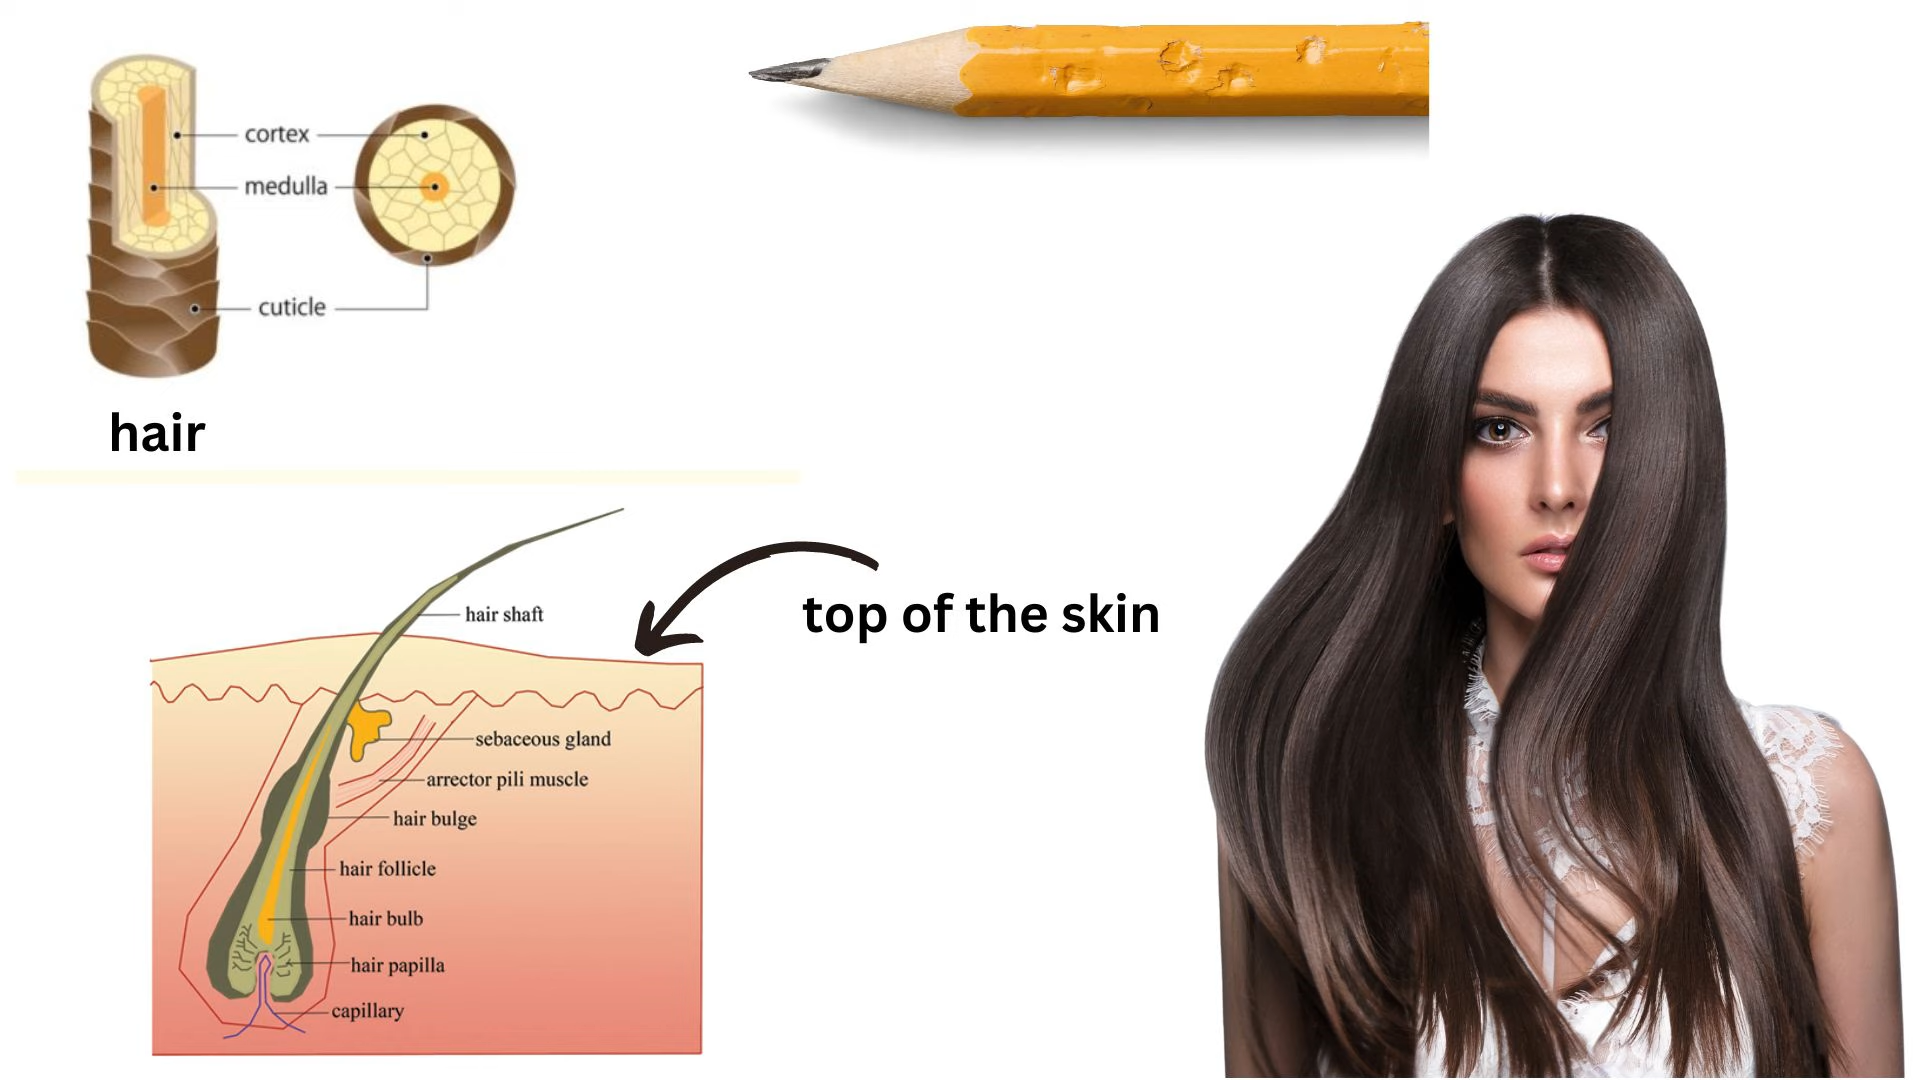 cortex
medulla
cuticle
hair
hair shaft
top of the skin
sebaceous gland
arrector pili muscle
hair bulge
hair follicle
hair bulb
hair papilla
capillary